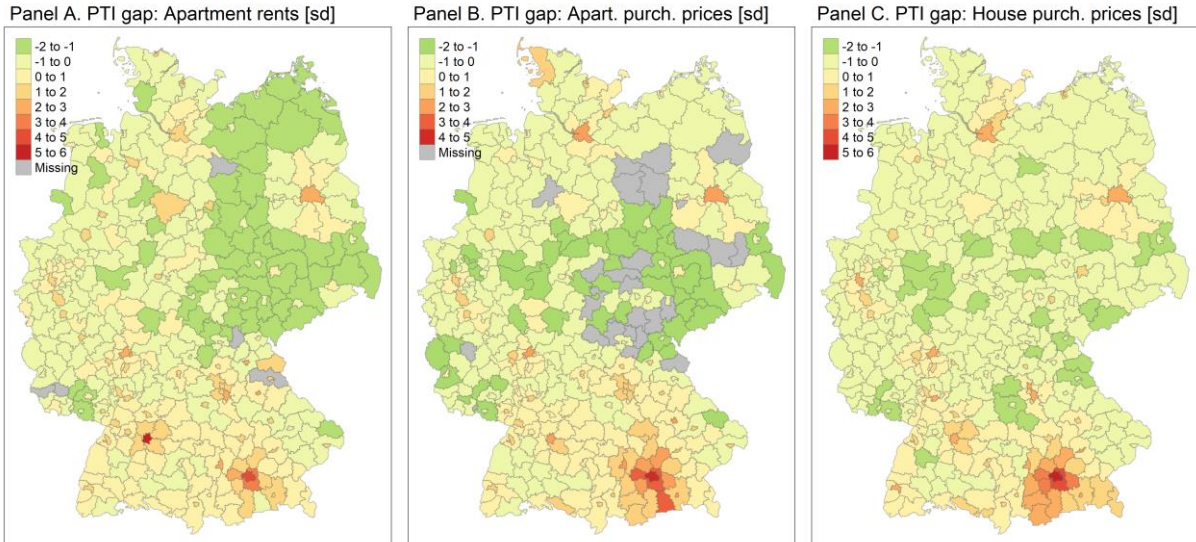 Panel A. PTI gap: Apartment rents [sd]
-2 to -1
-1 to 0
0 to 1
1 to 2
2 to 3
3 to 4
4 to 5
5 to 6
Missing
Panel B. PTI gap: Apart. purch. prices [sd]
-2 to -1
-1 to 0
0 to 1
1 to 2
2 to 3
3 to 4
4 to 5
Missing
Panel C. PTI gap: House purch. prices [sd]
-2 to -1
-1 to 0
0 to 1
1 to 2
2 to 3
3 to 4
4 to 5
5 to 6